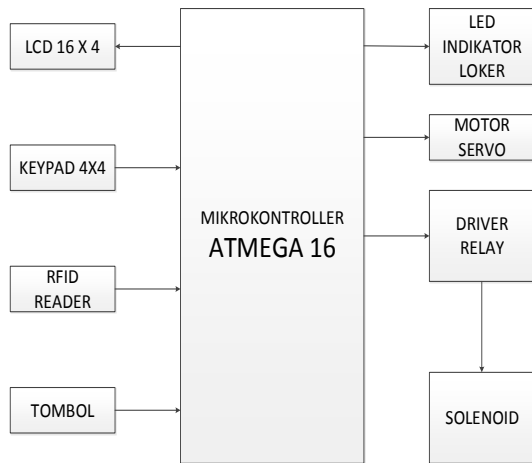 LCD 16 X 4
KEYPAD 4X4
RFID
READER
TOMBOL
MIKROKONTROLLER
ATMEGA 16
LED
INDIKATOR
LOKER
MOTOR
SERVO
DRIVER
RELAY
SOLENOID